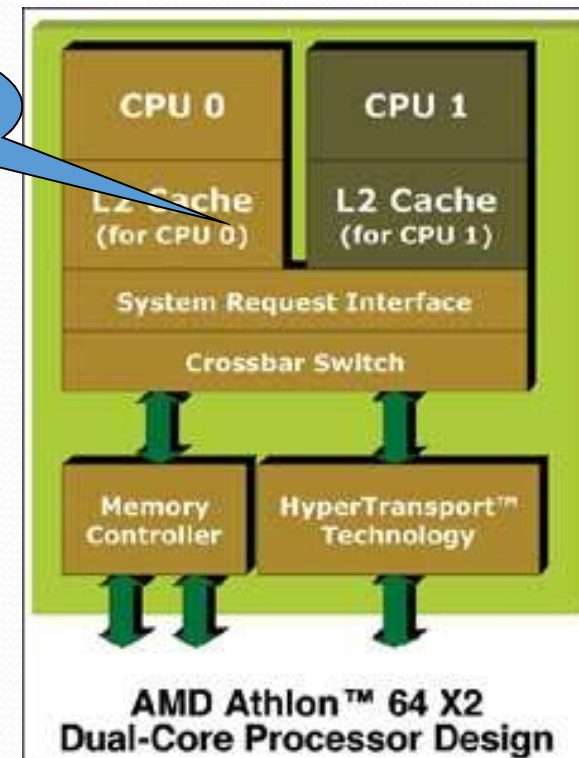 CPU 0
CPU 1
L2 Cache
(for CPU 0)
L2 Cache
(for CPU 1)
System Request Interface
Crossbar Switch
Memory
Controller
HyperTransport™
Technology
AMD Athlon™ 64 X2
Dual-Core Processor Design